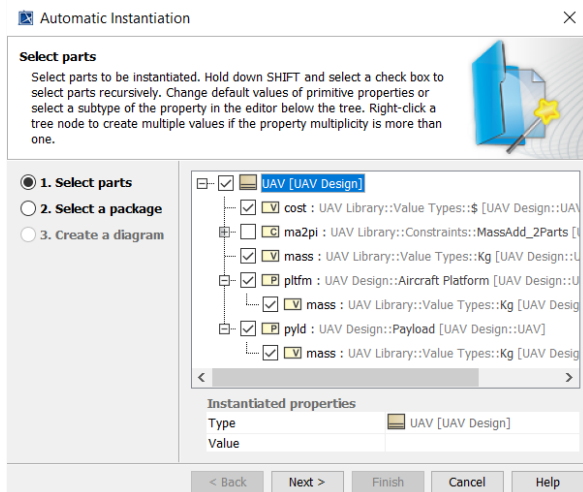 Automatic Instantiation
Select parts
Select parts to be instantiated. Hold down SHIFT and select a check box to
select parts recursively. Change default values of primitive properties or
select a subtype of the property in the editor below the tree. Right-click a
tree node to create multiple values if the property multiplicity is more than
one.
1. Select parts
2. Select a package
3. Create a diagram
UAV [UAV Design]
V cost : UAV Library::Value Types::$ [UAV Design::UAV
C ma2pi : UAV Library::Constraints::MassAdd_2Parts [U
V mass : UAV Library::Value Types::Kg [UAV Design::U
P pltfm : UAV Design::Aircraft Platform [UAV Design::U
V mass : UAV Library::Value Types::Kg [UAV Desig
P pyld : UAV Design::Payload [UAV Design::UAV]
V mass : UAV Library::Value Types::Kg [UAV Desig
Instantiated properties
Type UAV [UAV Design]
Value
< Back Next > Finish Cancel Help